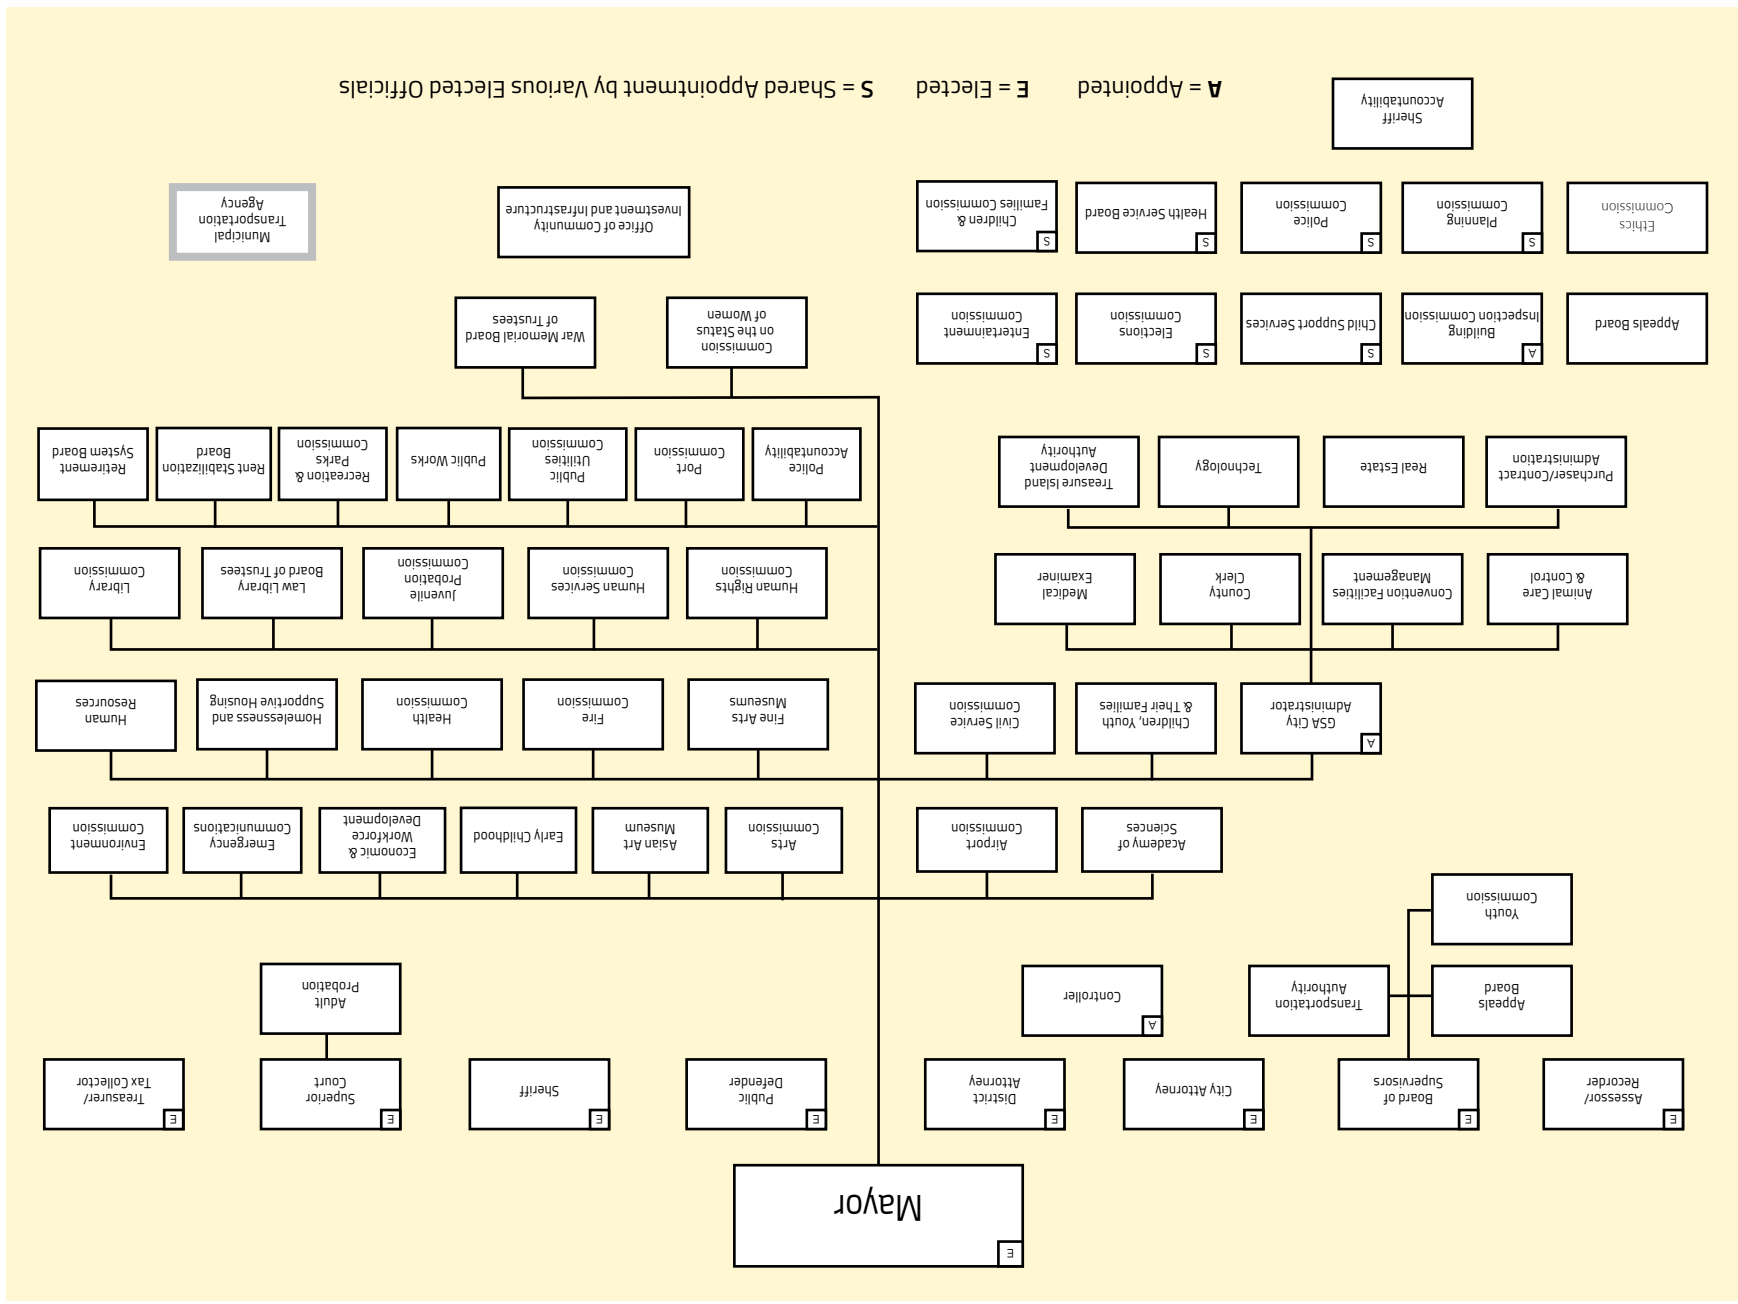 E
Mayor
E
Assessor/
Recorder
E
Board of
Supervisors
E
City Attorney
E
District
Attorney
E
Public
Defender
E
Sheriff
E
Superior
Court
E
Treasurer/
Tax Collector
Appeals
Board
Transportation
Authority
A
Controller
Adult
Probation
Youth
Commission
Academy of
Sciences
Airport
Commission
Arts
Commission
Asian Art
Museum
Early Childhood
Economic &
Workforce
Development
Emergency
Communications
Environment
Commission
A
GSA City
Administrator
Children, Youth
& Their Families
Civil Service
Commission
Fine Arts
Museums
Fire
Commission
Health
Commission
Homelessness and
Supportive Housing
Human
Resources
Animal Care
& Control
Convention Facilities
Management
County
Clerk
Medical
Examiner
Human Rights
Commission
Human Services
Commission
Juvenile
Probation
Commission
Law Library
Board of Trustees
Library
Commission
Purchaser/Contract
Administration
Real Estate
Technology
Treasure Island
Development
Authority
Police
Accountability
Port
Commission
Public
Utilities
Commission
Public Works
Recreation &
Parks
Commission
Rent Stabilization
Board
Retirement
System Board
Appeals Board
A
Building
Inspection Commission
S
Child Support Services
S
Elections
Commission
S
Entertainment
Commission
Commission
on the Status
of Women
War Memorial Board
of Trustees
Ethics
Commission
S
Planning
Commission
S
Police
Commission
S
Health Service Board
S
Children &
Families Commission
Office of Community
Investment and Infrastructure
Municipal
Transportation
Agency
Sheriff
Accountability
A = Appointed
E = Elected
S = Shared Appointment by Various Elected Officials